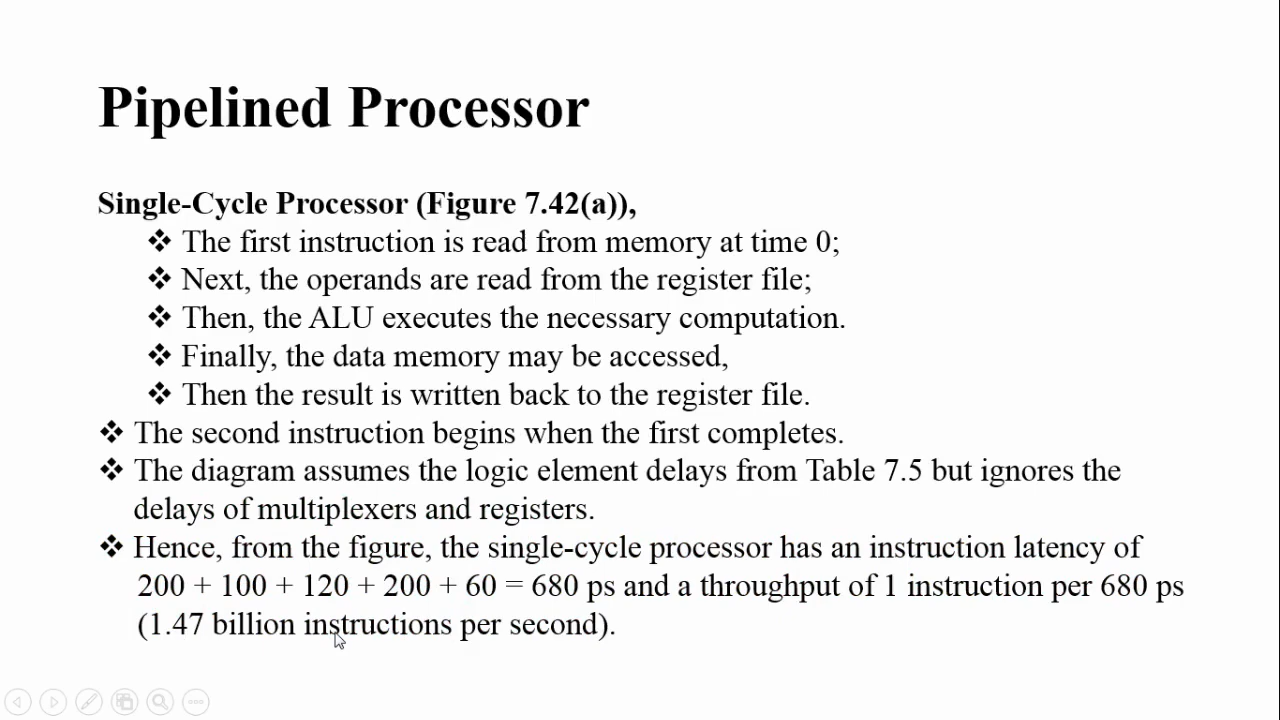 Pipelined Processor
Single-Cycle Processor (Figure 7.42(a)),
❖ The first instruction is read from memory at time 0;
❖ Next, the operands are read from the register file;
❖ Then, the ALU executes the necessary computation.
❖ Finally, the data memory may be accessed,
❖ Then the result is written back to the register file.
❖ The second instruction begins when the first completes.
❖ The diagram assumes the logic element delays from Table 7.5 but ignores the
delays of multiplexers and registers.
❖ Hence, from the figure, the single-cycle processor has an instruction latency of
200 + 100 + 120 + 200 + 60 = 680 ps and a throughput of 1 instruction per 680 ps
(1.47 billion instructions per second).